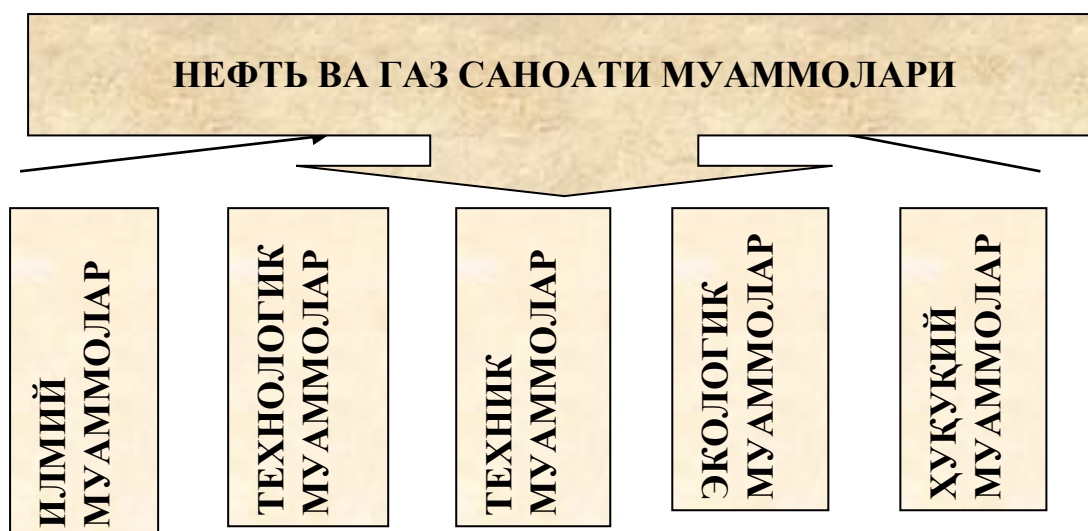 НЕФТЬ ВА ГАЗ САНОАТИ МУАММОЛАРИ
ИЛМИЙ
МУАММОЛАР
ТЕХНОЛОГИК
МУАММОЛАР
ТЕХНИК
МУАММОЛАР
ЭКОЛОГИК
МУАММОЛАР
ҲУҚУҚИЙ
МУАММОЛАР